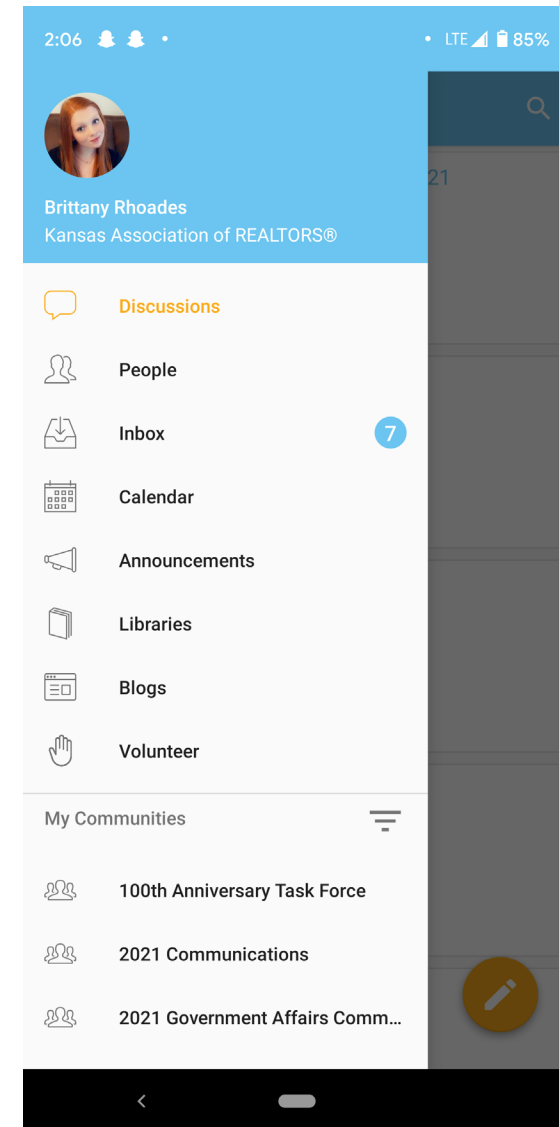 2:06
LTE 85%
21
Brittany Rhoades
Kansas Association of REALTORS®
Discussions
People
Inbox 7
Calendar
Announcements
Libraries
Blogs
Volunteer
My Communities
100th Anniversary Task Force
2021 Communications
2021 Government Affairs Comm...